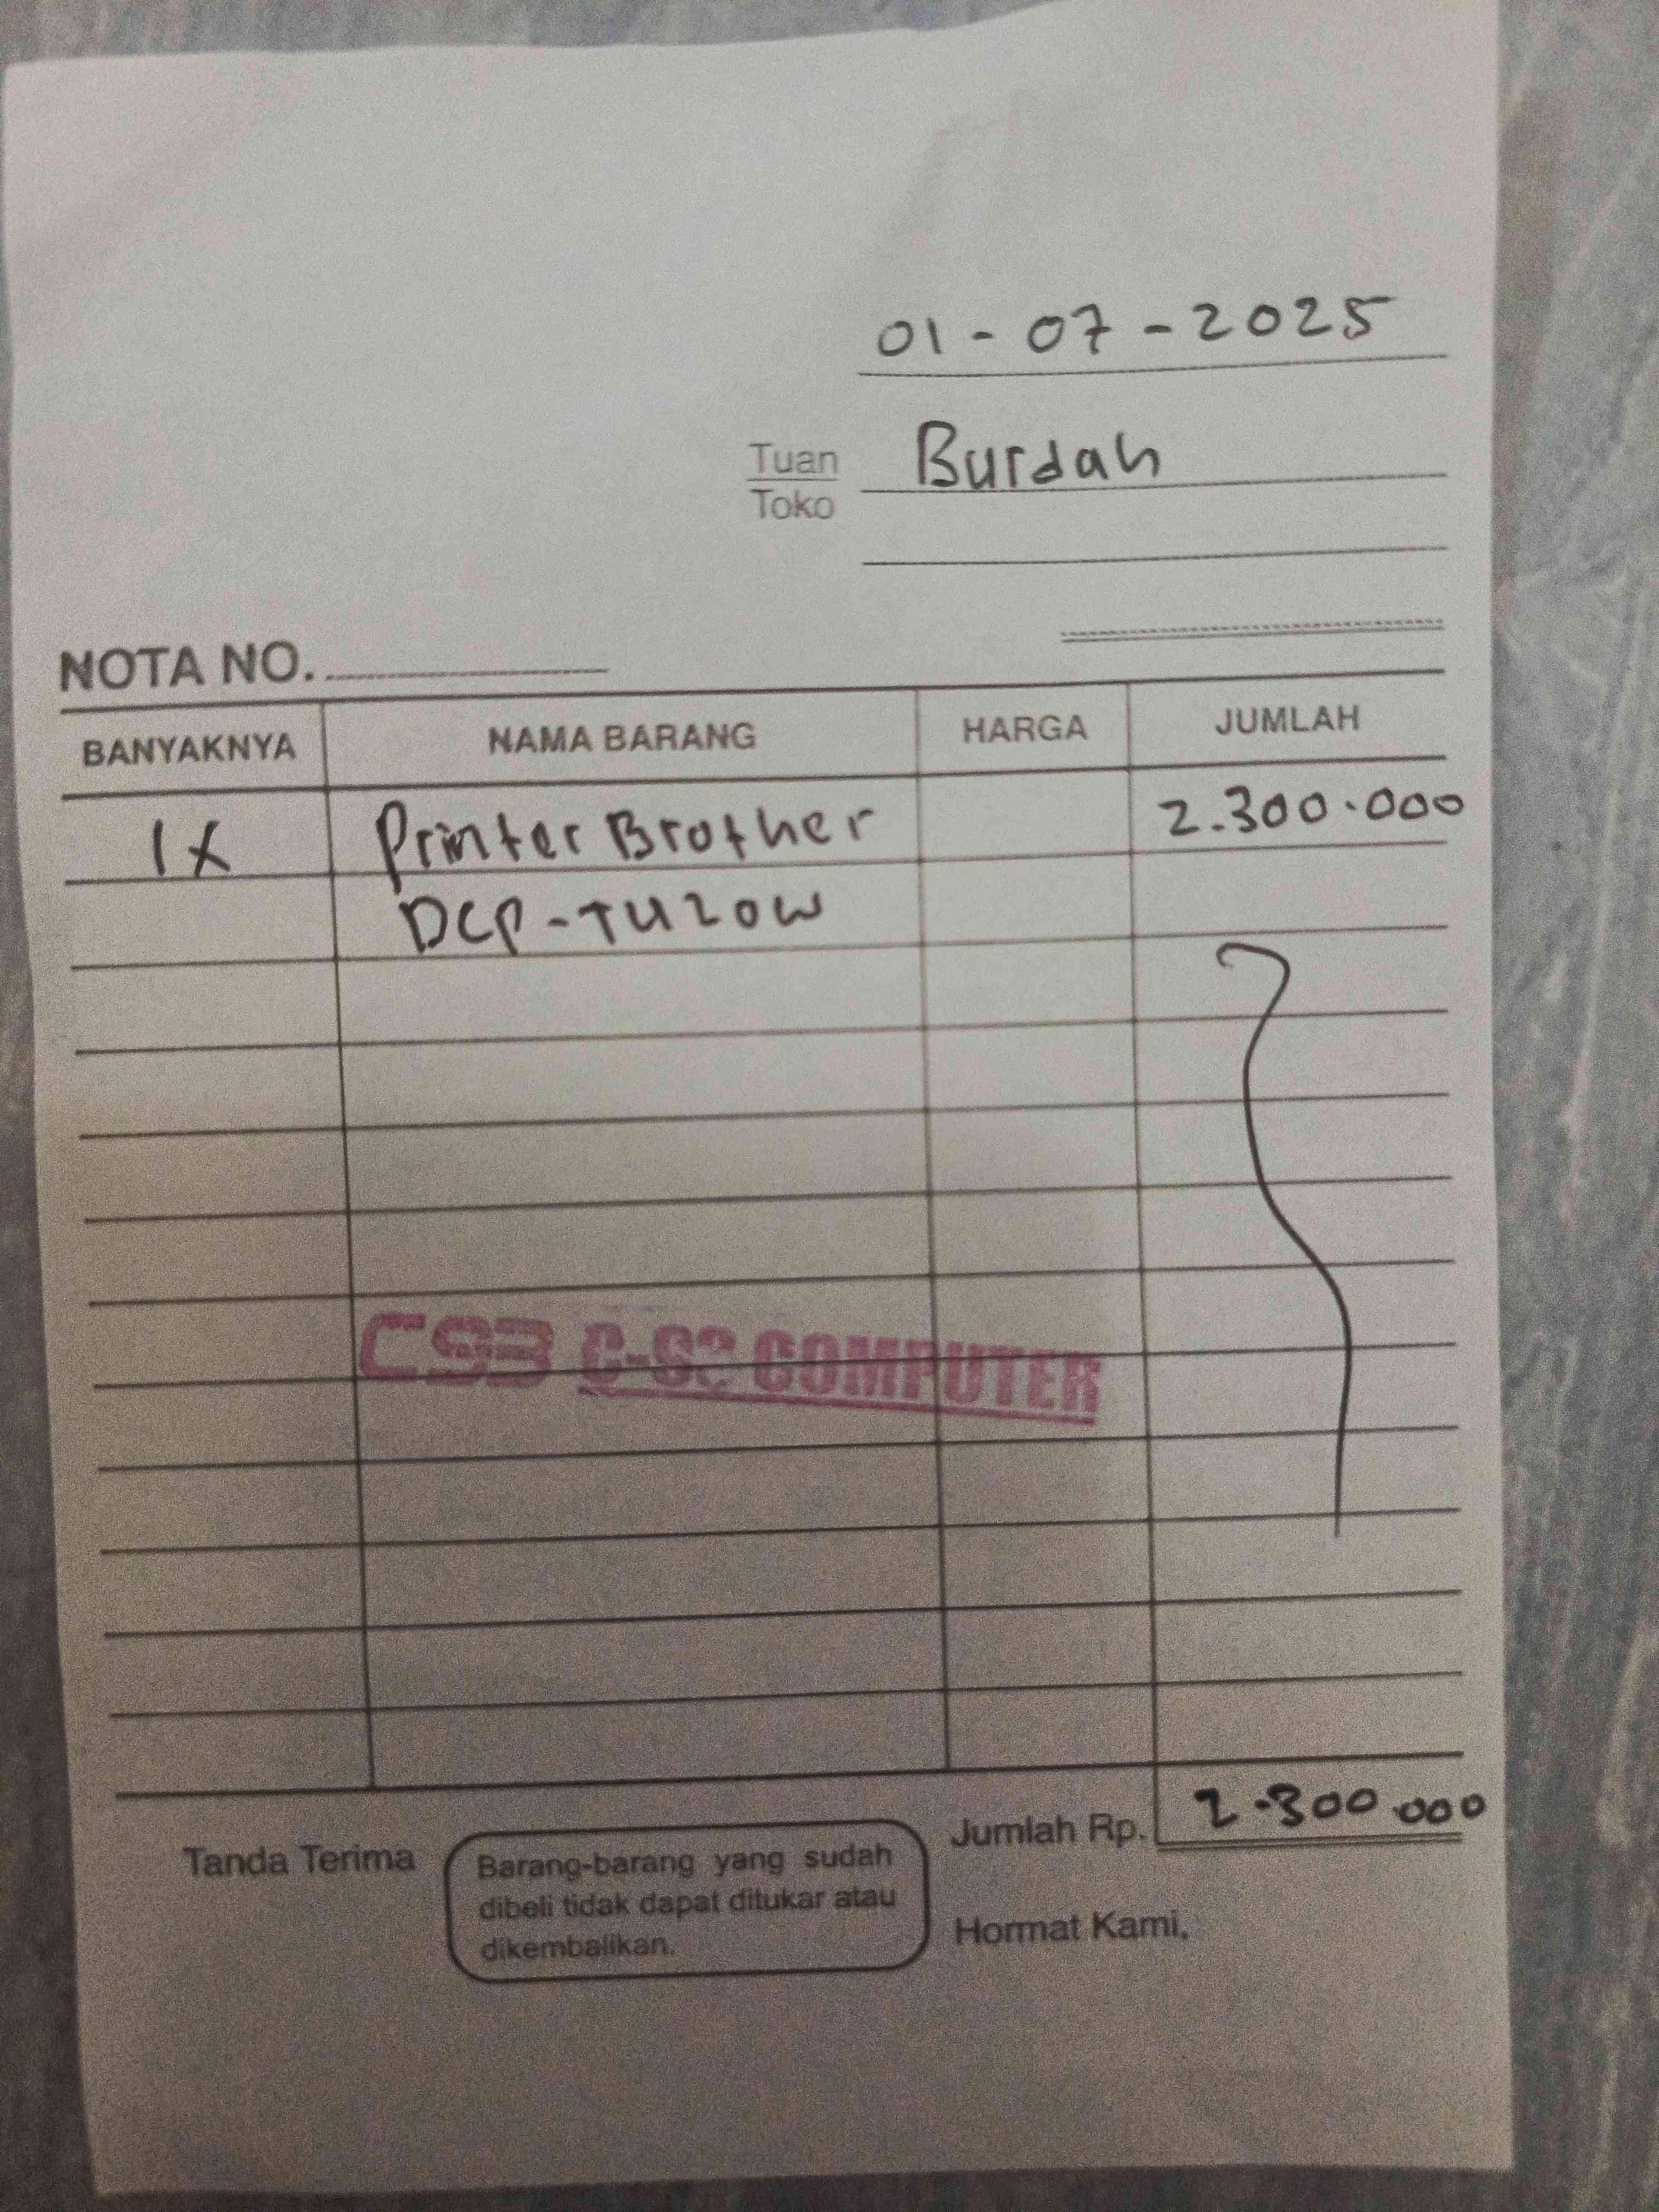 01-07-2025
Tuan Burdah
Toko
NOTA NO.
BANYAKNYA NAMA BARANG HARGA JUMLAH
1X Printer Brother 2.300.000
DCP-T420W
COMPUTER
Jumlah Rp. 2.300.000
Tanda Terima
Barang-barang yang sudah
dibeli tidak dapat ditukar atau
dikembalikan.
Hormat Kami,